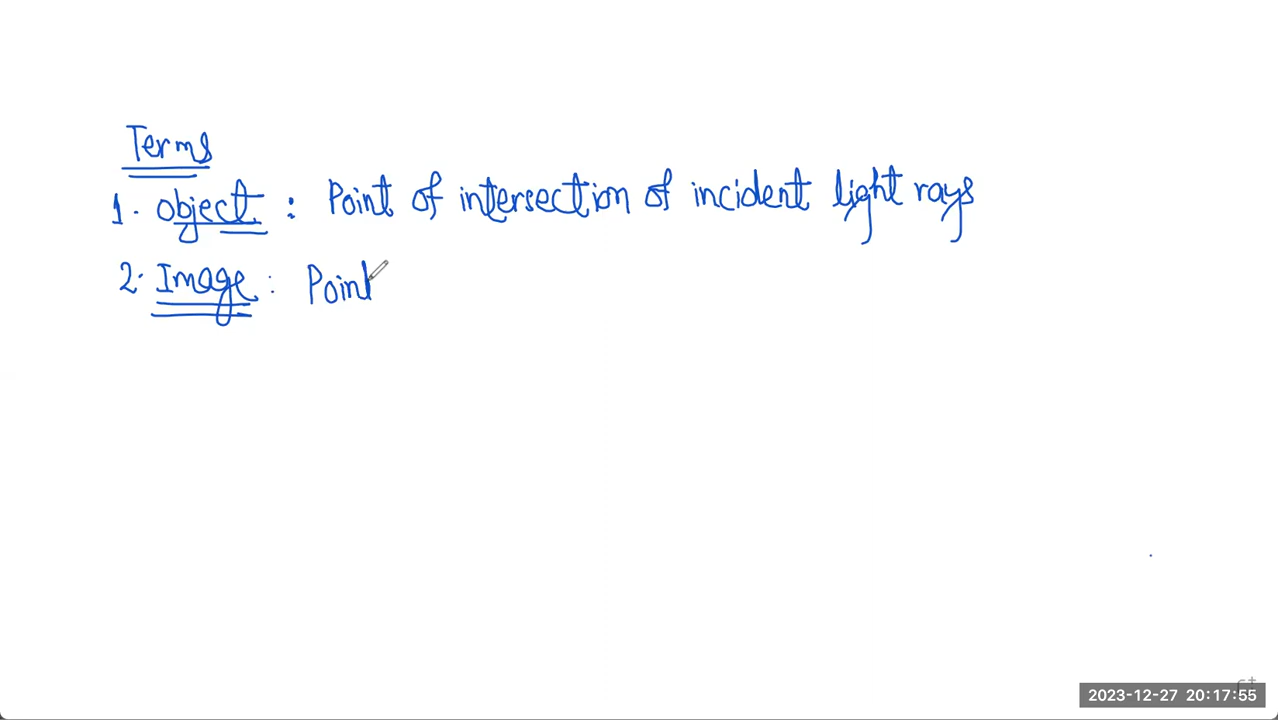 Terms
1. object : Point of intersection of incident light rays
2. Image : Point
2023-12-27 20:17:55